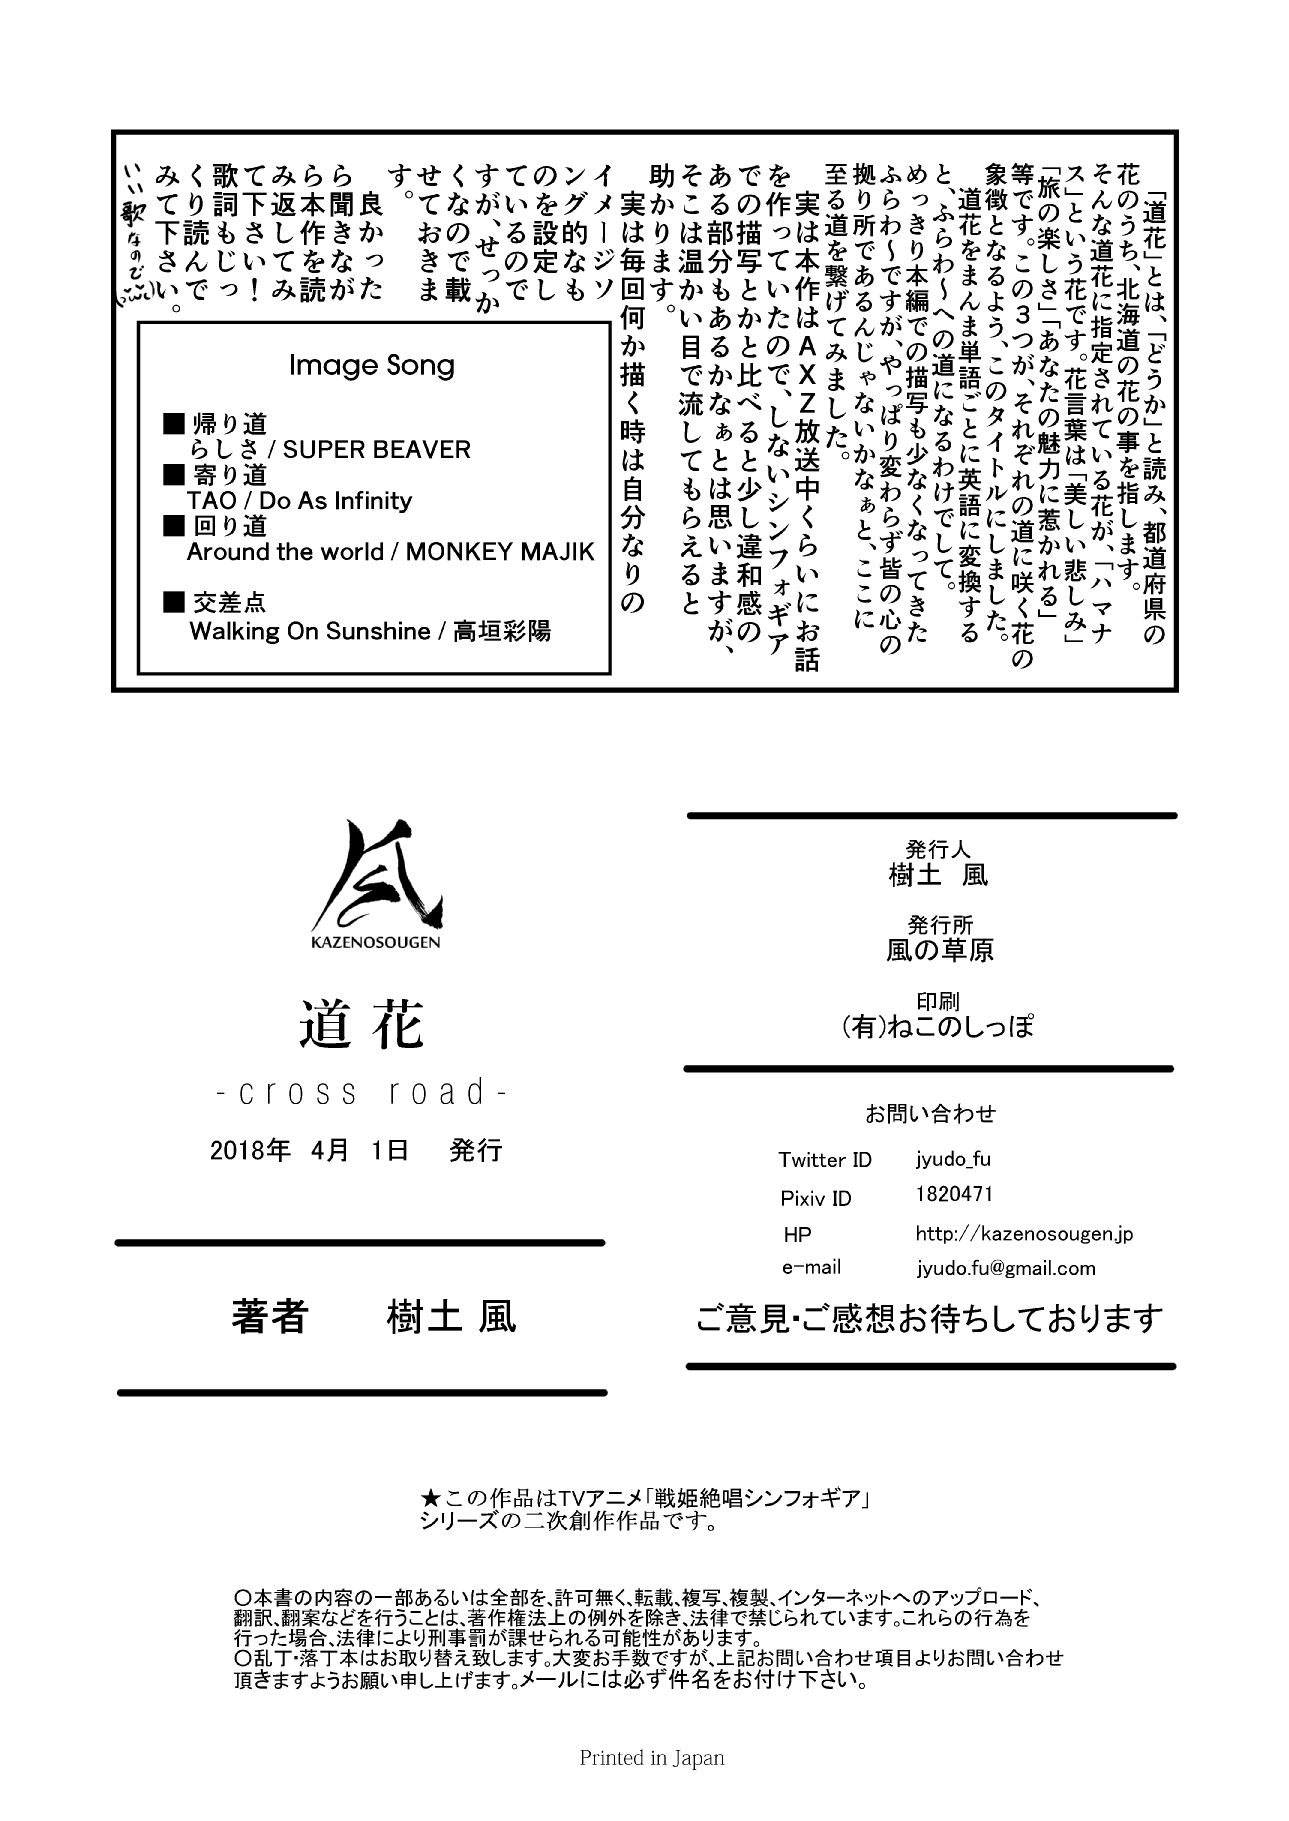 「道花」とは、「どうか」と読み、都道府県の
花のうち、北海道の花の事を指します。
そんな道花に指定されている花が、「ハマナ
ス」という花です。花言葉は「美しい悲しみ」
「旅の楽しさ」「あなたの魅力に惹かれる」
等です。この3つが、それぞれの道に咲く花の
象徴となるよう、このタイトルにしました。
道花をまんま単語ごとに英語に変換する
と、ふらわ～への道になるわけでして。
めっきり本編での描写も少なくなってきた
ふらわ～ですが、やっぱり変わらず皆の心の
拠り所であるんじゃないかなぁと、ここに
至る道を繋げてみました。
実は本作はAXZ放送中くらいにお話
を作っていたので、しないシンフォギア
での描写とかと比べると少し違和感の
ある部分もあるかなぁとは思いますが、
そこは温かい目で流してもらえると
助かります。
実は毎回何か描く時は自分なりの
イメージソ
ング的なも
のを設定し
ているので
すが、せっか
くなので載
せておきま
す。
良かった
ら聞きなが
ら本作を読
み返してみ
て下さい！
歌詞もじっ
くり読んで
みて下さい。
いい歌なので
Image Song
■ 帰り道
らしさ / SUPER BEAVER
■ 寄り道
TAO / Do As Infinity
■ 回り道
Around the world / MONKEY MAJIK
■ 交差点
Walking On Sunshine / 高垣彩陽
風
KAZENOSOUGEN
道花
-cross road-
2018年 4月 1日 発行
著者 樹土 風
発行人
樹土 風
発行所
風の草原
印刷
(有)ねこのしっぽ
お問い合わせ
Twitter ID jyudo_fu
Pixiv ID 1820471
HP http://kazenosougen.jp
e-mail jyudo.fu@gmail.com
ご意見・ご感想お待ちしております
★この作品はTVアニメ「戦姫絶唱シンフォギア」
シリーズの二次創作作品です。
○本書の内容の一部あるいは全部を、許可無く、転載、複写、複製、インターネットへのアップロード、
翻訳、翻案などを行うことは、著作権法上の例外を除き、法律で禁じられています。これらの行為を
行った場合、法律により刑事罰が課せられる可能性があります。
○乱丁・落丁本はお取り替え致します。大変お手数ですが、上記お問い合わせ項目よりお問い合わせ
頂きますようお願い申し上げます。メールには必ず件名をお付け下さい。
Printed in Japan